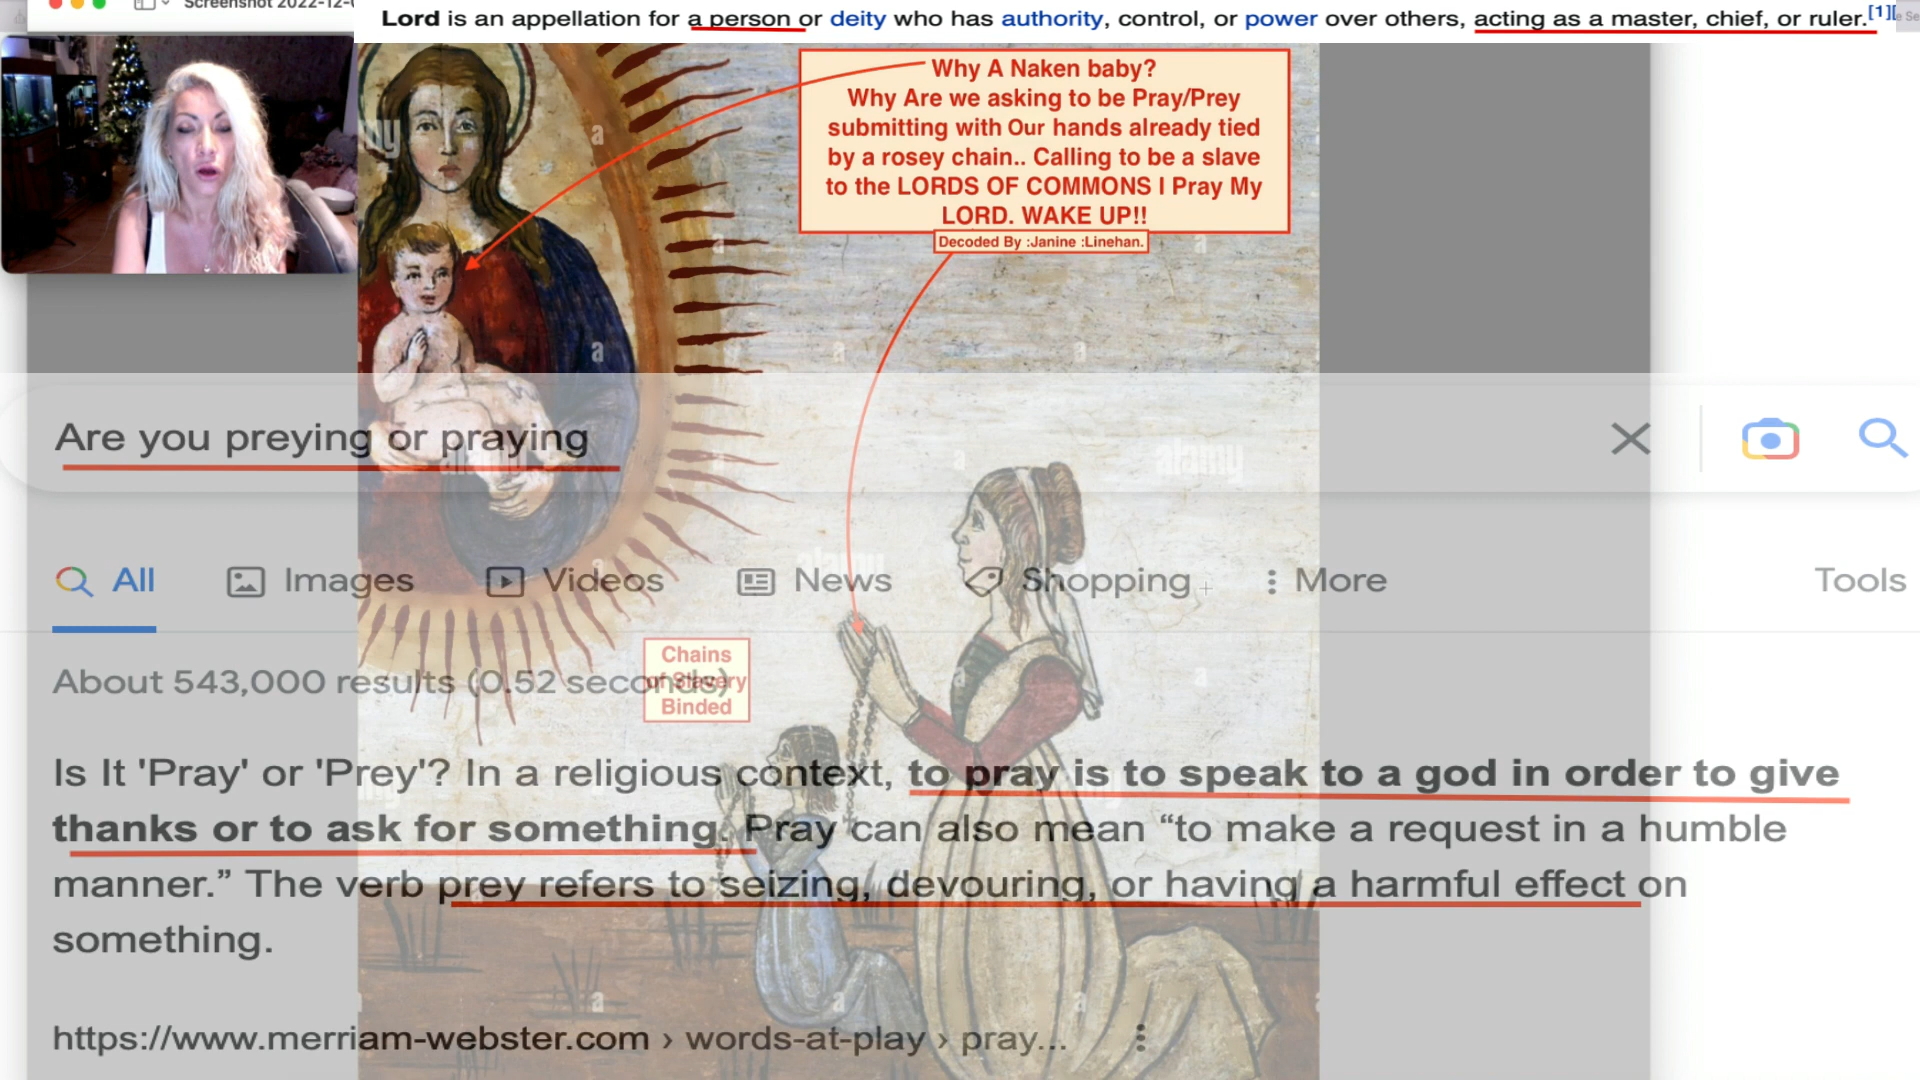 Screenshot 2022-12-
Lord is an appellation for a person or deity who has authority, control, or power over others, acting as a master, chief, or ruler.[1][
Why A Naken baby?
Why Are we asking to be Pray/Prey
submitting with Our hands already tied
by a rosey chain.. Calling to be a slave
to the LORDS OF COMMONS I Pray My
LORD. WAKE UP!!
Decoded By :Janine :Linehan.
Are you preying or praying
All Images Videos News Shopping More Tools
About 543,000 results (0.52 seconds)
Chains
of Slavery
Binded
Is It 'Pray' or 'Prey'? In a religious context, to pray is to speak to a god in order to give
thanks or to ask for something. Pray can also mean “to make a request in a humble
manner.” The verb prey refers to seizing, devouring, or having a harmful effect on
something.
https://www.merriam-webster.com › words-at-play › pray...
alamy
alamy
a